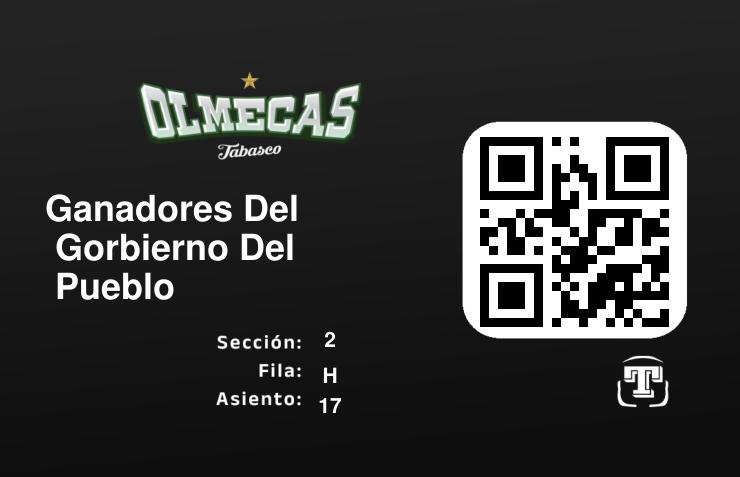 OLMECAS
Tabasco
Ganadores Del
Gorbierno Del
Pueblo
Sección: 2
Fila: H
Asiento: 17
T